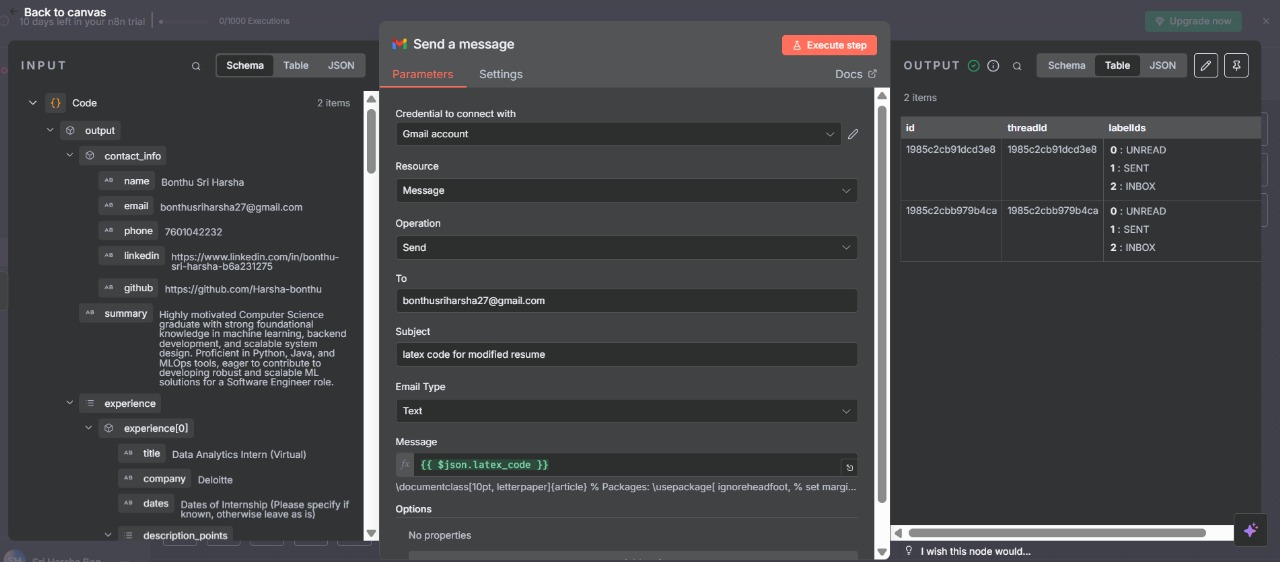 Back to canvas
10 days left in your n8n trial
0/1000 Executions
Upgrade now
INPUT
Schema
Table
JSON
Code
2 items
output
contact_info
name
Bonthu Sri Harsha
email
bonthusriharsha27@gmail.com
phone
7601042232
linkedin
https://www.linkedin.com/in/bonthu-
sri-harsha-b6a231275
github
https://github.com/Harsha-bonthu
summary
Highly motivated Computer Science
graduate with strong foundational
knowledge in machine learning, backend
development, and scalable system
design. Proficient in Python, Java, and
MLOps tools, eager to contribute to
developing robust and scalable ML
solutions for a Software Engineer role.
experience
experience[0]
title
Data Analytics Intern (Virtual)
company
Deloitte
dates
Dates of Internship (Please specify if
known, otherwise leave as is)
description_points
Send a message
Execute step
Parameters
Settings
Docs
Credential to connect with
Gmail account
Resource
Message
Operation
Send
To
bonthusriharsha27@gmail.com
Subject
latex code for modified resume
Email Type
Text
Message
fx
{{ $json.latex_code }}
\documentclass[10pt, letterpaper]{article} % Packages: \usepackage[ ignoreheadfoot, % set margi...
Options
No properties
OUTPUT
Schema
Table
JSON
2 items
id
threadId
labelIds
1985c2cb91dcd3e8
1985c2cb91dcd3e8
0 : UNREAD
1 : SENT
2 : INBOX
1985c2cbb979b4ca
1985c2cbb979b4ca
0 : UNREAD
1 : SENT
2 : INBOX
I wish this node would...